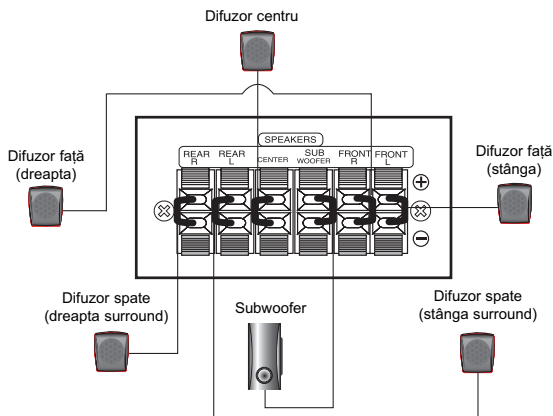 Difuzor centru
SPEAKERS
REAR R
REAR L
CENTER
SUB WOOFER
FRONT R
FRONT L
+
−
Difuzor față
(dreapta)
Difuzor față
(stânga)
Difuzor spate
(dreapta surround)
Subwoofer
Difuzor spate
(stânga surround)